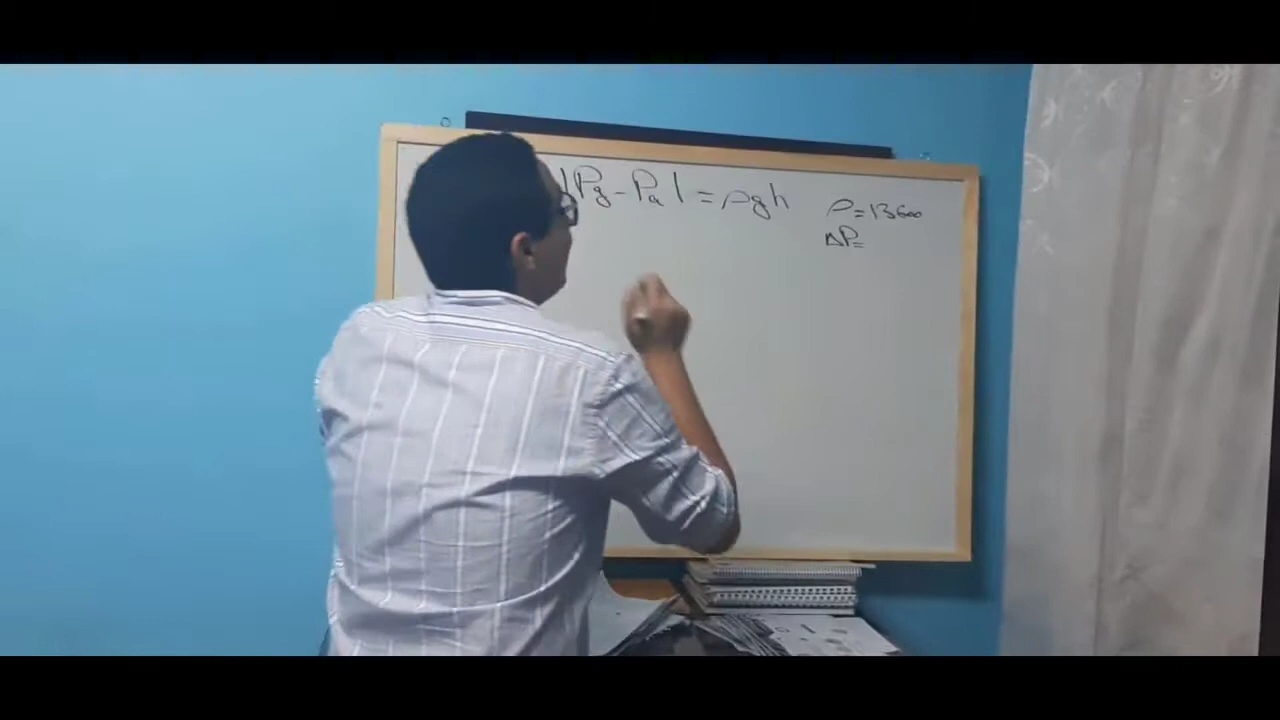 |Pg - Pa| = ρgh
ρ = 13600
ΔP =